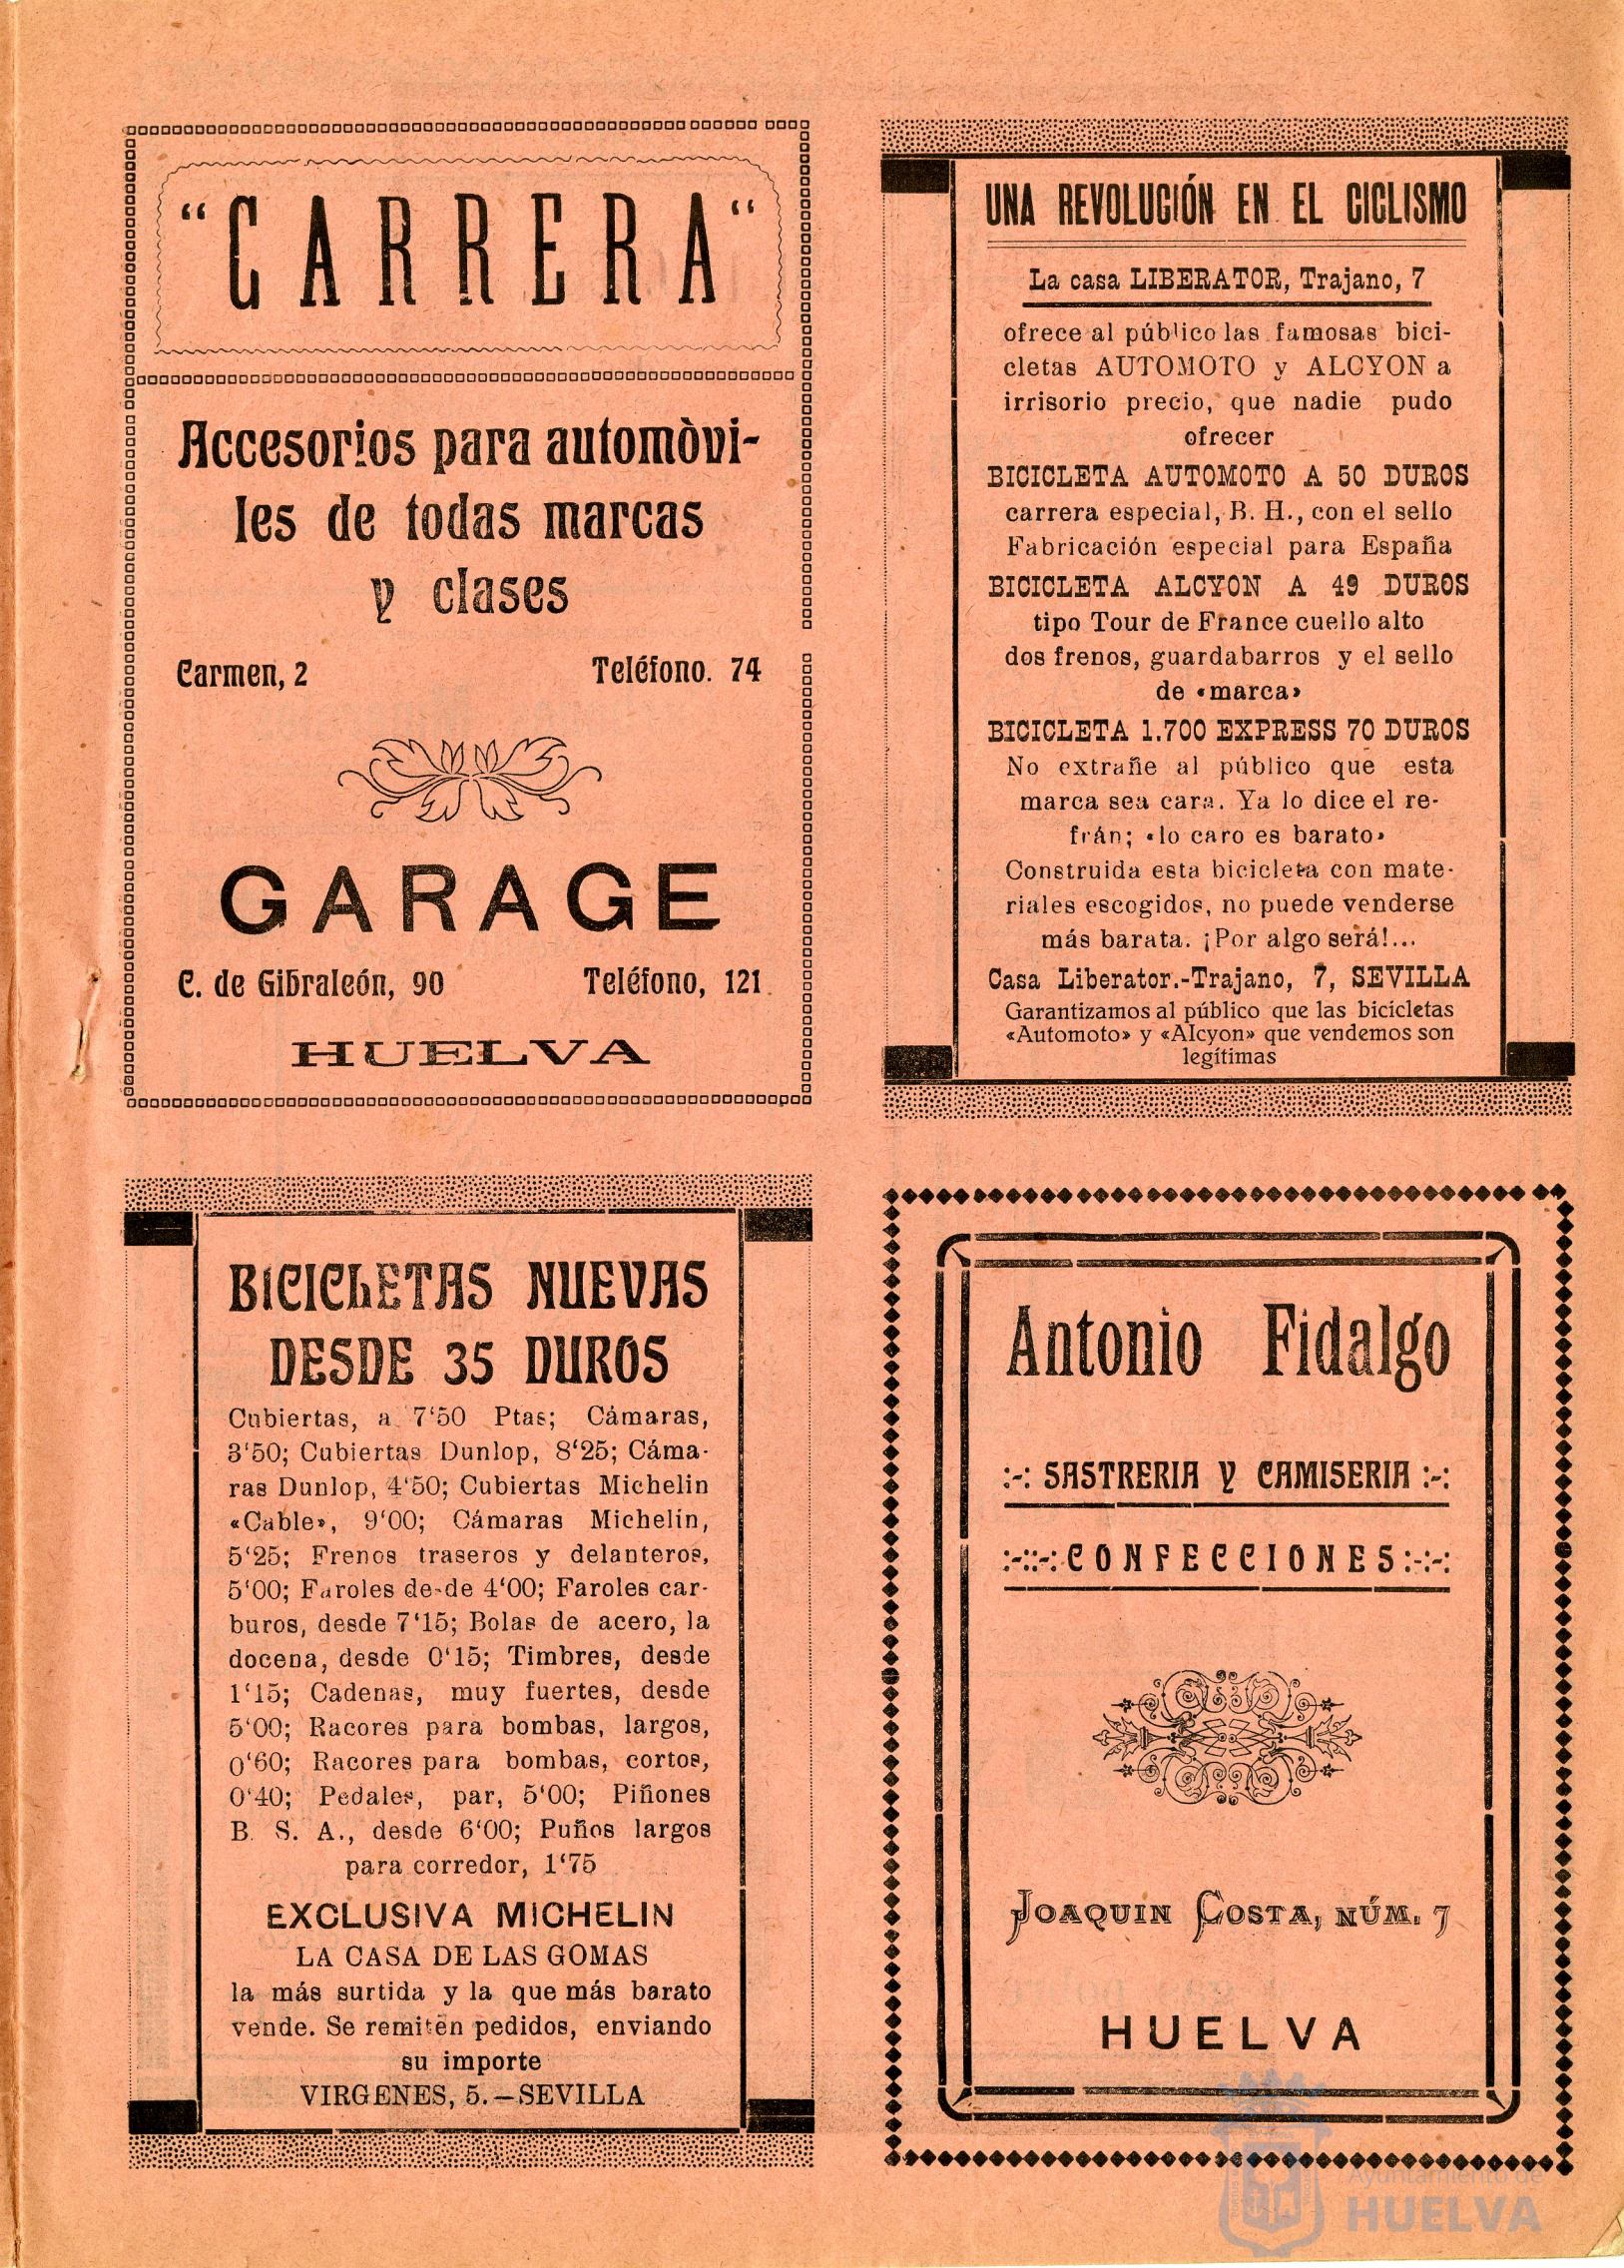 “CARRERA“
Accesorios para automòvi-
les de todas marcas
y clases
Carmen, 2
Teléfono. 74
GARAGE
C. de Gibraleón, 90
Teléfono, 121
HUELVA
UNA REVOLUCIÓN EN EL CICLISMO
La casa LIBERATOR, Trajano, 7
ofrece al público las famosas bici-
cletas AUTOMOTO y ALCYON a
irrisorio precio, que nadie pudo
ofrecer
BICICLETA AUTOMOTO A 50 DUROS
carrera especial, B. H., con el sello
Fabricación especial para España
BICICLETA ALCYON A 49 DUROS
tipo Tour de France cuello alto
dos frenos, guardabarros y el sello
de «marca»
BICICLETA 1.700 EXPRESS 70 DUROS
No extrañe al público que esta
marca sea cara. Ya lo dice el re-
frán; «lo caro es barato»
Construida esta bicicleta con mate-
riales escogidos, no puede venderse
más barata. ¡Por algo será!...
Casa Liberator.-Trajano, 7, SEVILLA
Garantizamos al público que las bicicletas
«Automoto» y «Alcyon» que vendemos son
legítimas
BICICLETAS NUEVAS
DESDE 35 DUROS
Cubiertas, a 7‘50 Ptas; Cámaras,
3‘50; Cubiertas Dunlop, 8‘25; Cáma-
ras Dunlop, 4‘50; Cubiertas Michelin
«Cable», 9‘00; Cámaras Michelin,
5‘25; Frenos traseros y delanteros,
5‘00; Faroles desde 4‘00; Faroles car-
buros, desde 7‘15; Bolas de acero, la
docena, desde 0‘15; Timbres, desde
1‘15; Cadenas, muy fuertes, desde
5‘00; Racores para bombas, largos,
0‘60; Racores para bombas, cortos,
0‘40; Pedales, par, 5‘00; Piñones
B. S. A., desde 6‘00; Puños largos
para corredor, 1‘75
EXCLUSIVA MICHELIN
LA CASA DE LAS GOMAS
la más surtida y la que más barato
vende. Se remiten pedidos, enviando
su importe
VIRGENES, 5.—SEVILLA
Antonio Fidalgo
:-: SASTRERIA Y CAMISERIA :-:
:-::-: CONFECCIONES :-:-:
JOAQUIN COSTA, NÚM. 7
HUELVA
Ayuntamiento de
HUELVA